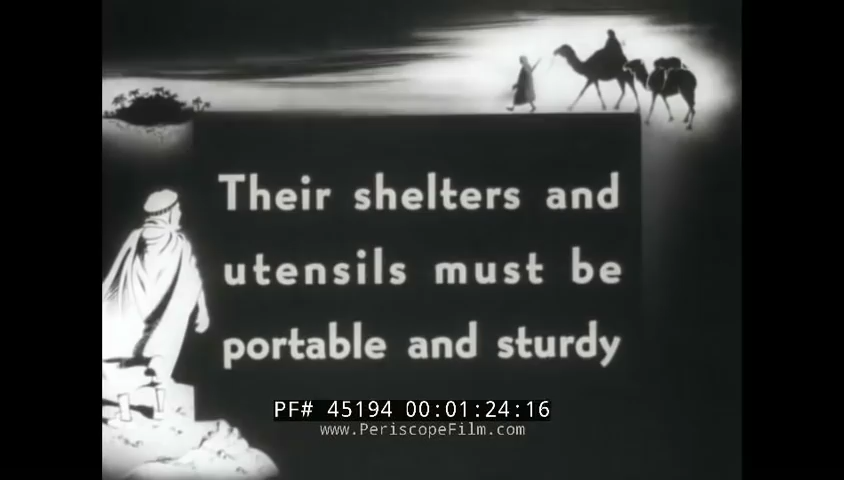 Their shelters and
utensils must be
portable and sturdy
PF# 45194 00:01:24:16
www.PeriscopeFilm.com